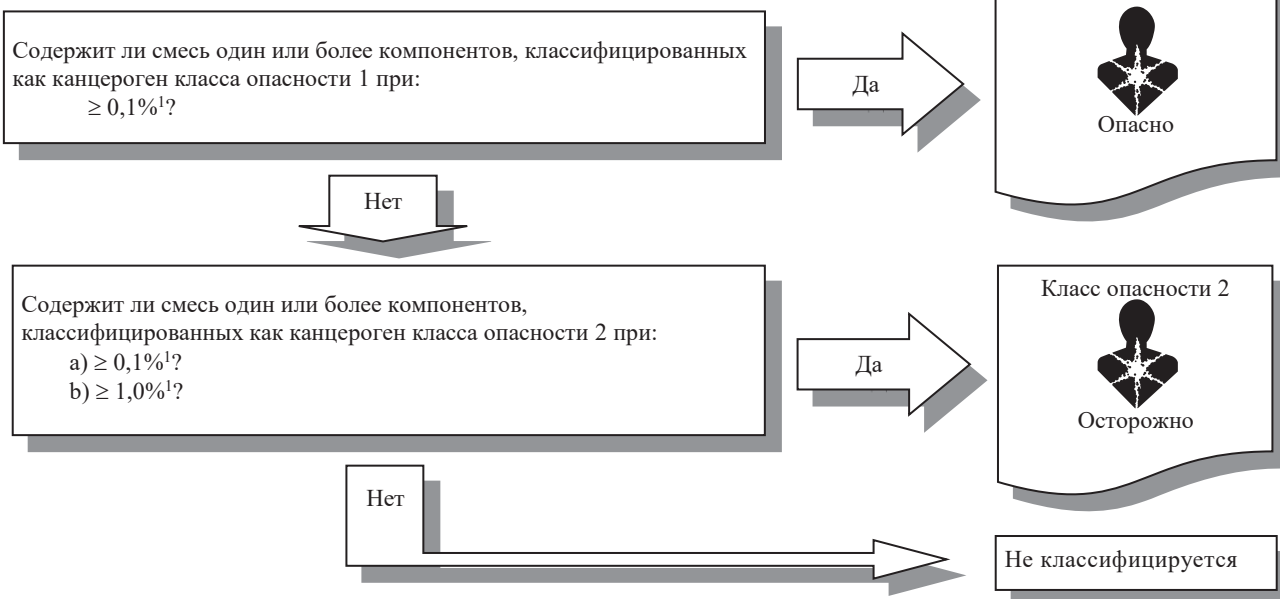 Содержит ли смесь один или более компонентов, классифицированных
как канцероген класса опасности 1 при:
≥ 0,1%¹?
Да
Опасно
Нет
Содержит ли смесь один или более компонентов,
классифицированных как канцероген класса опасности 2 при:
a) ≥ 0,1%¹?
b) ≥ 1,0%¹?
Да
Класс опасности 2
Осторожно
Нет
Не классифицируется